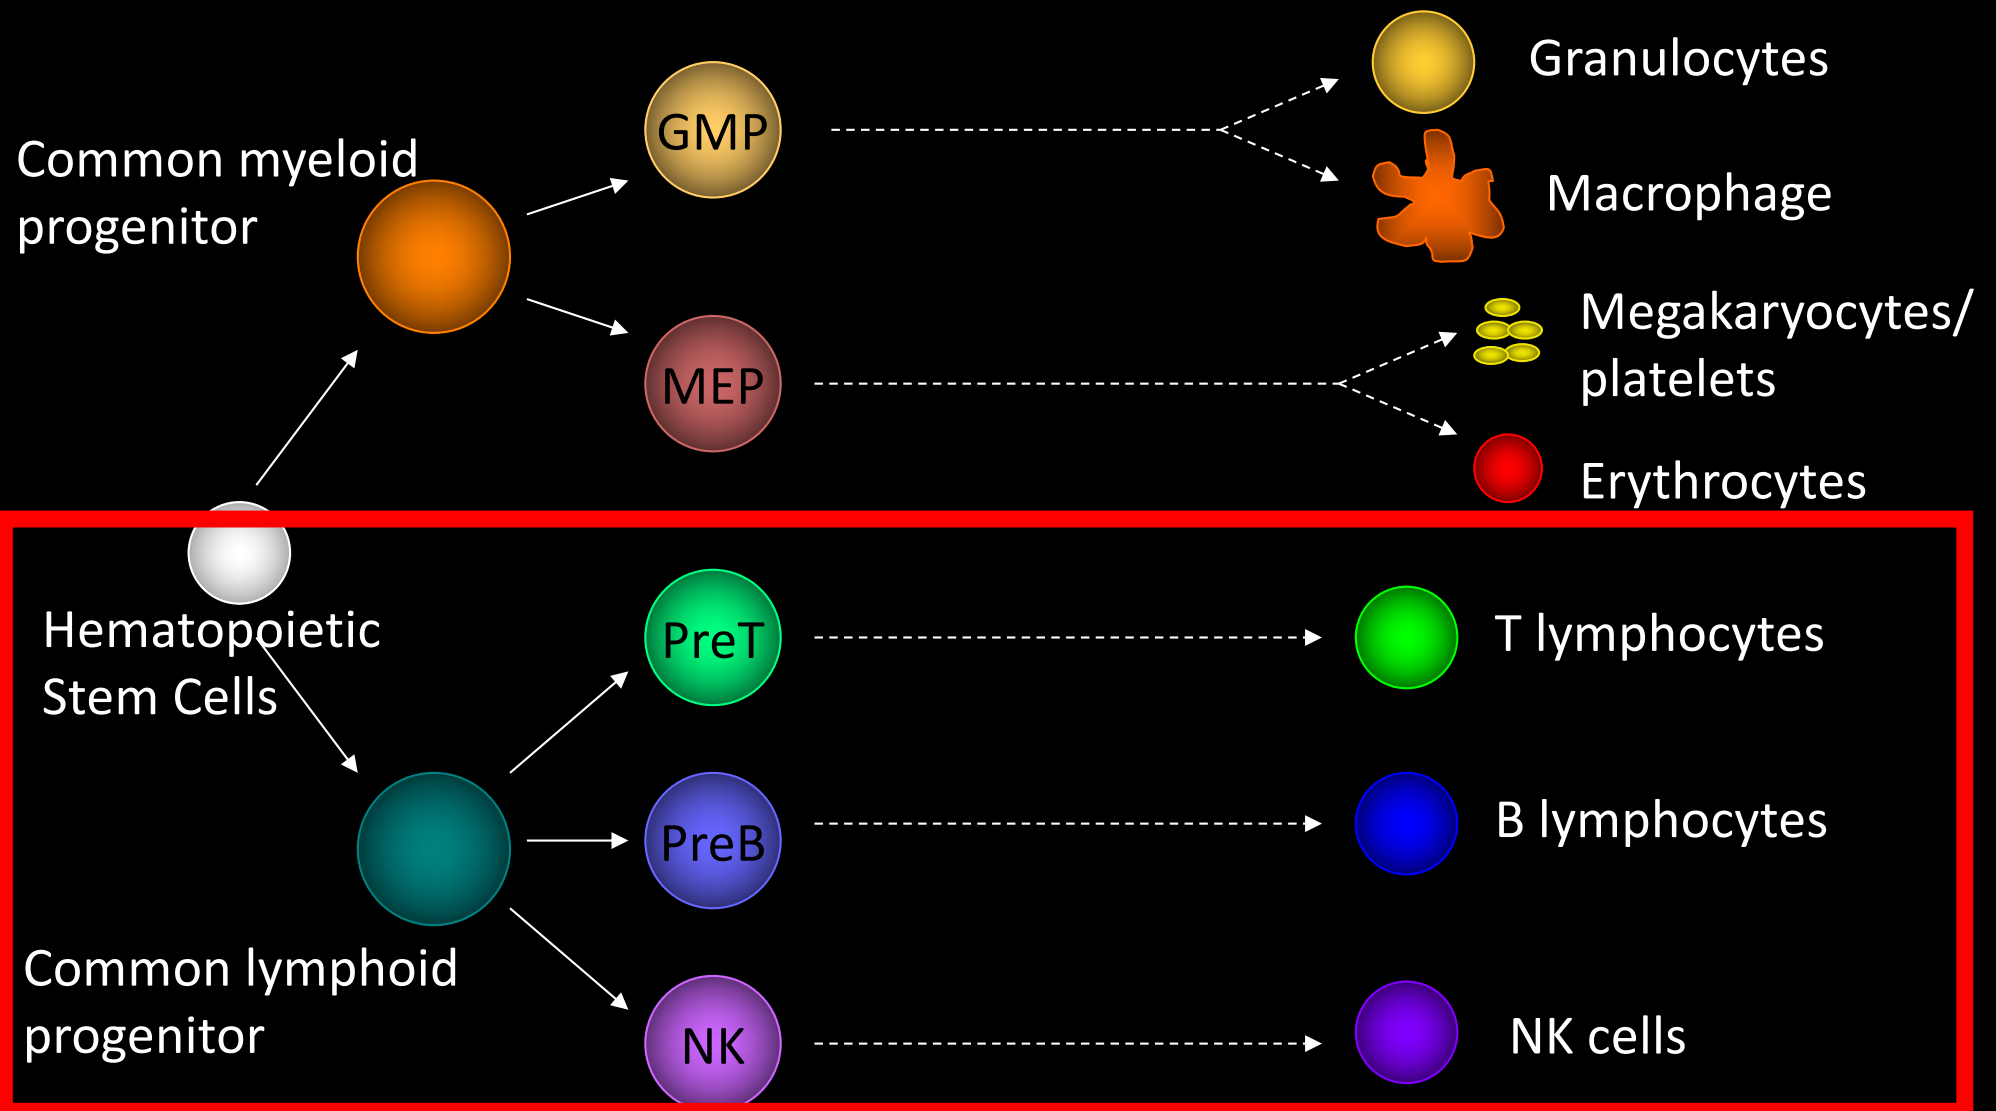 Granulocytes
GMP
Common myeloid
progenitor
Macrophage
Megakaryocytes/
platelets
MEP
Erythrocytes
Hematopoietic
Stem Cells
PreT
T lymphocytes
PreB
B lymphocytes
Common lymphoid
progenitor
NK
NK cells